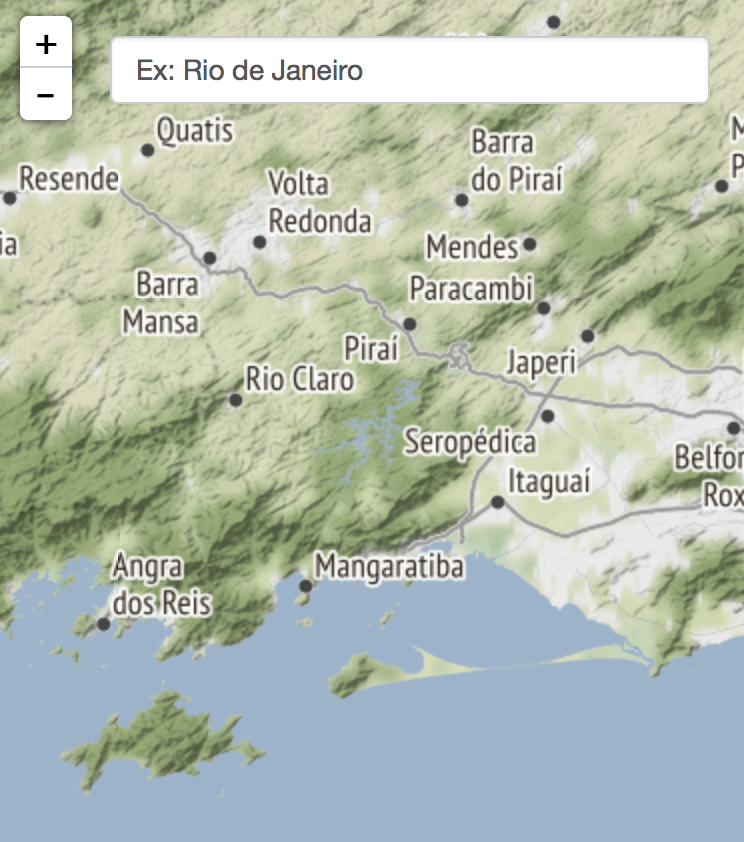 +
−
Ex: Rio de Janeiro
Quatis
Barra
do Piraí
Resende
Volta
Redonda
ia
Mendes
Barra
Mansa
Paracambi
Piraí
Japeri
Rio Claro
Seropédica
Belfor
Rox
Itaguaí
Angra
dos Reis
Mangaratiba